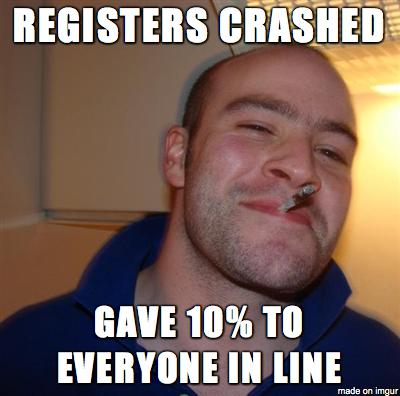 REGISTERS CRASHED
GAVE 10% TO
EVERYONE IN LINE
made on imgur